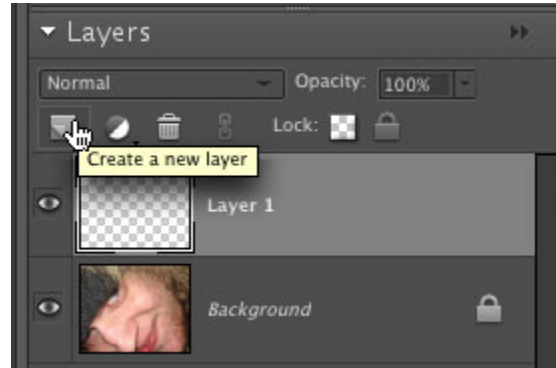 Layers
Normal Opacity: 100%
Lock:
Create a new layer
Layer 1
Background